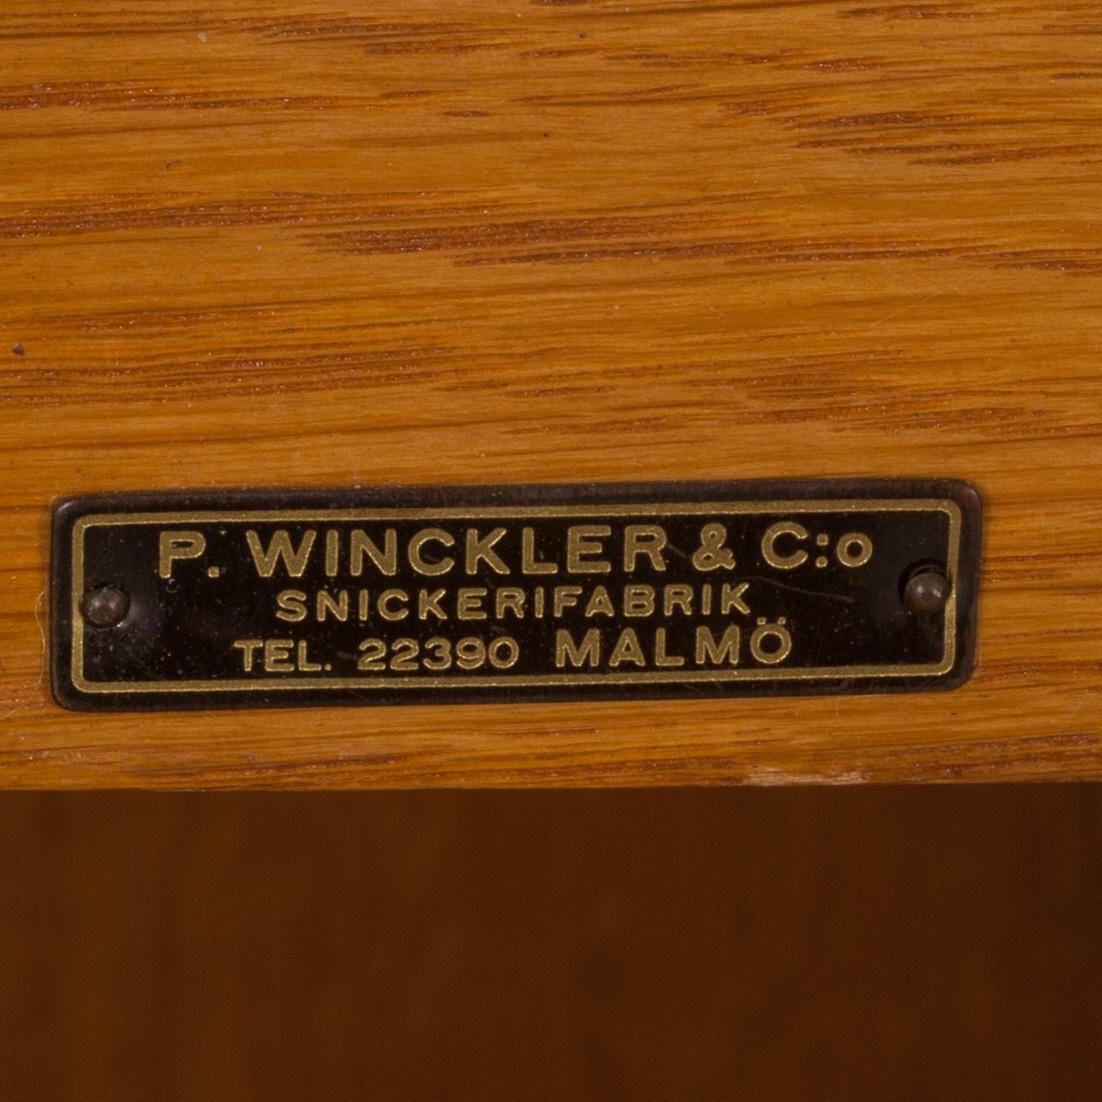 P. WINCKLER & C:o
SNICKERIFABRIK
TEL. 22390 MALMÖ